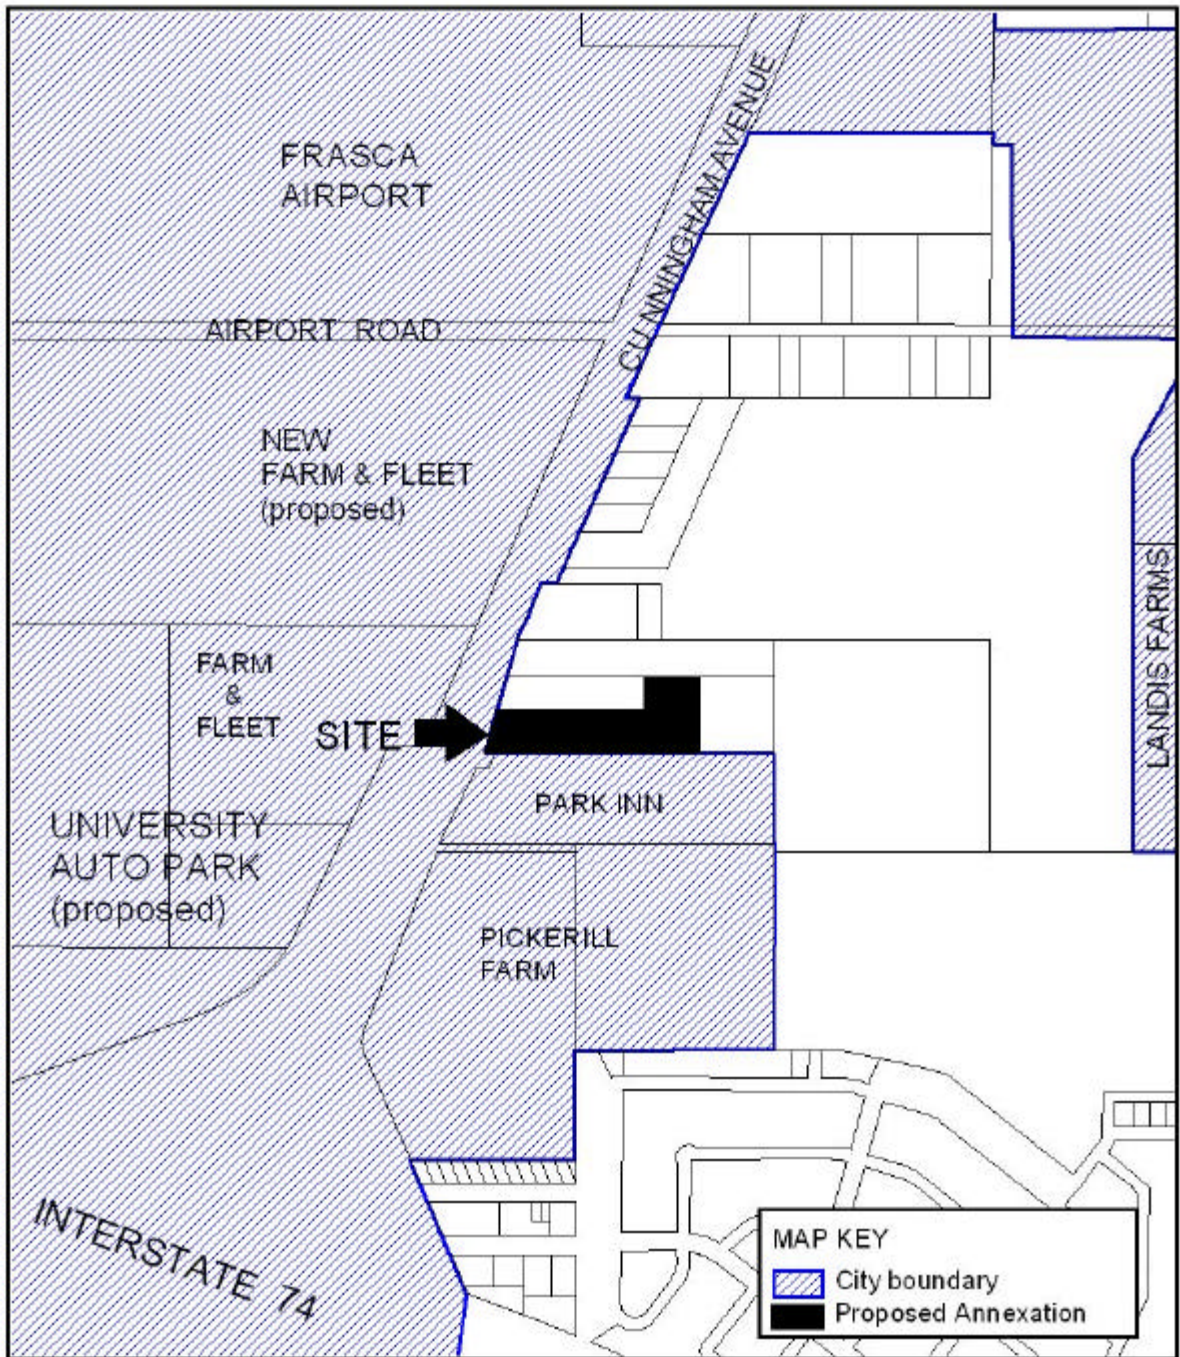 CUNNINGHAM AVENUE
FRASCA
AIRPORT
AIRPORT ROAD
NEW
FARM & FLEET
(proposed)
FARM
&
FLEET
SITE
LANDIS FARMS
PARK INN
UNIVERSITY
AUTO PARK
(proposed)
PICKERILL
FARM
INTERSTATE 74
MAP KEY
City boundary
Proposed Annexation